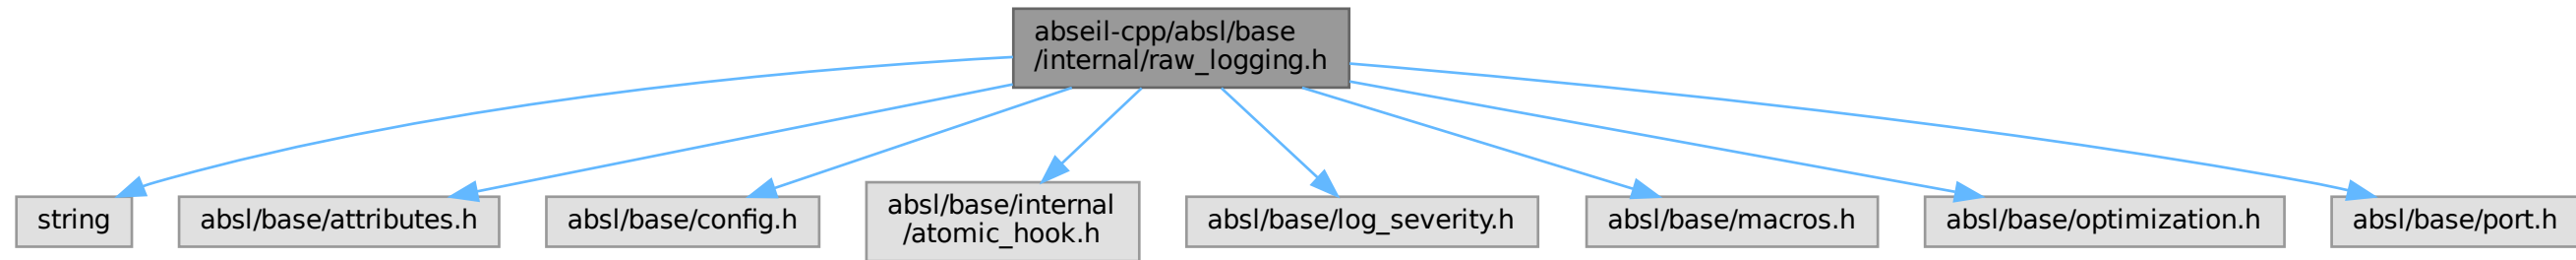 abseil-cpp/absl/base
/internal/raw_logging.h
string
absl/base/attributes.h
absl/base/config.h
absl/base/internal
/atomic_hook.h
absl/base/log_severity.h
absl/base/macros.h
absl/base/optimization.h
absl/base/port.h